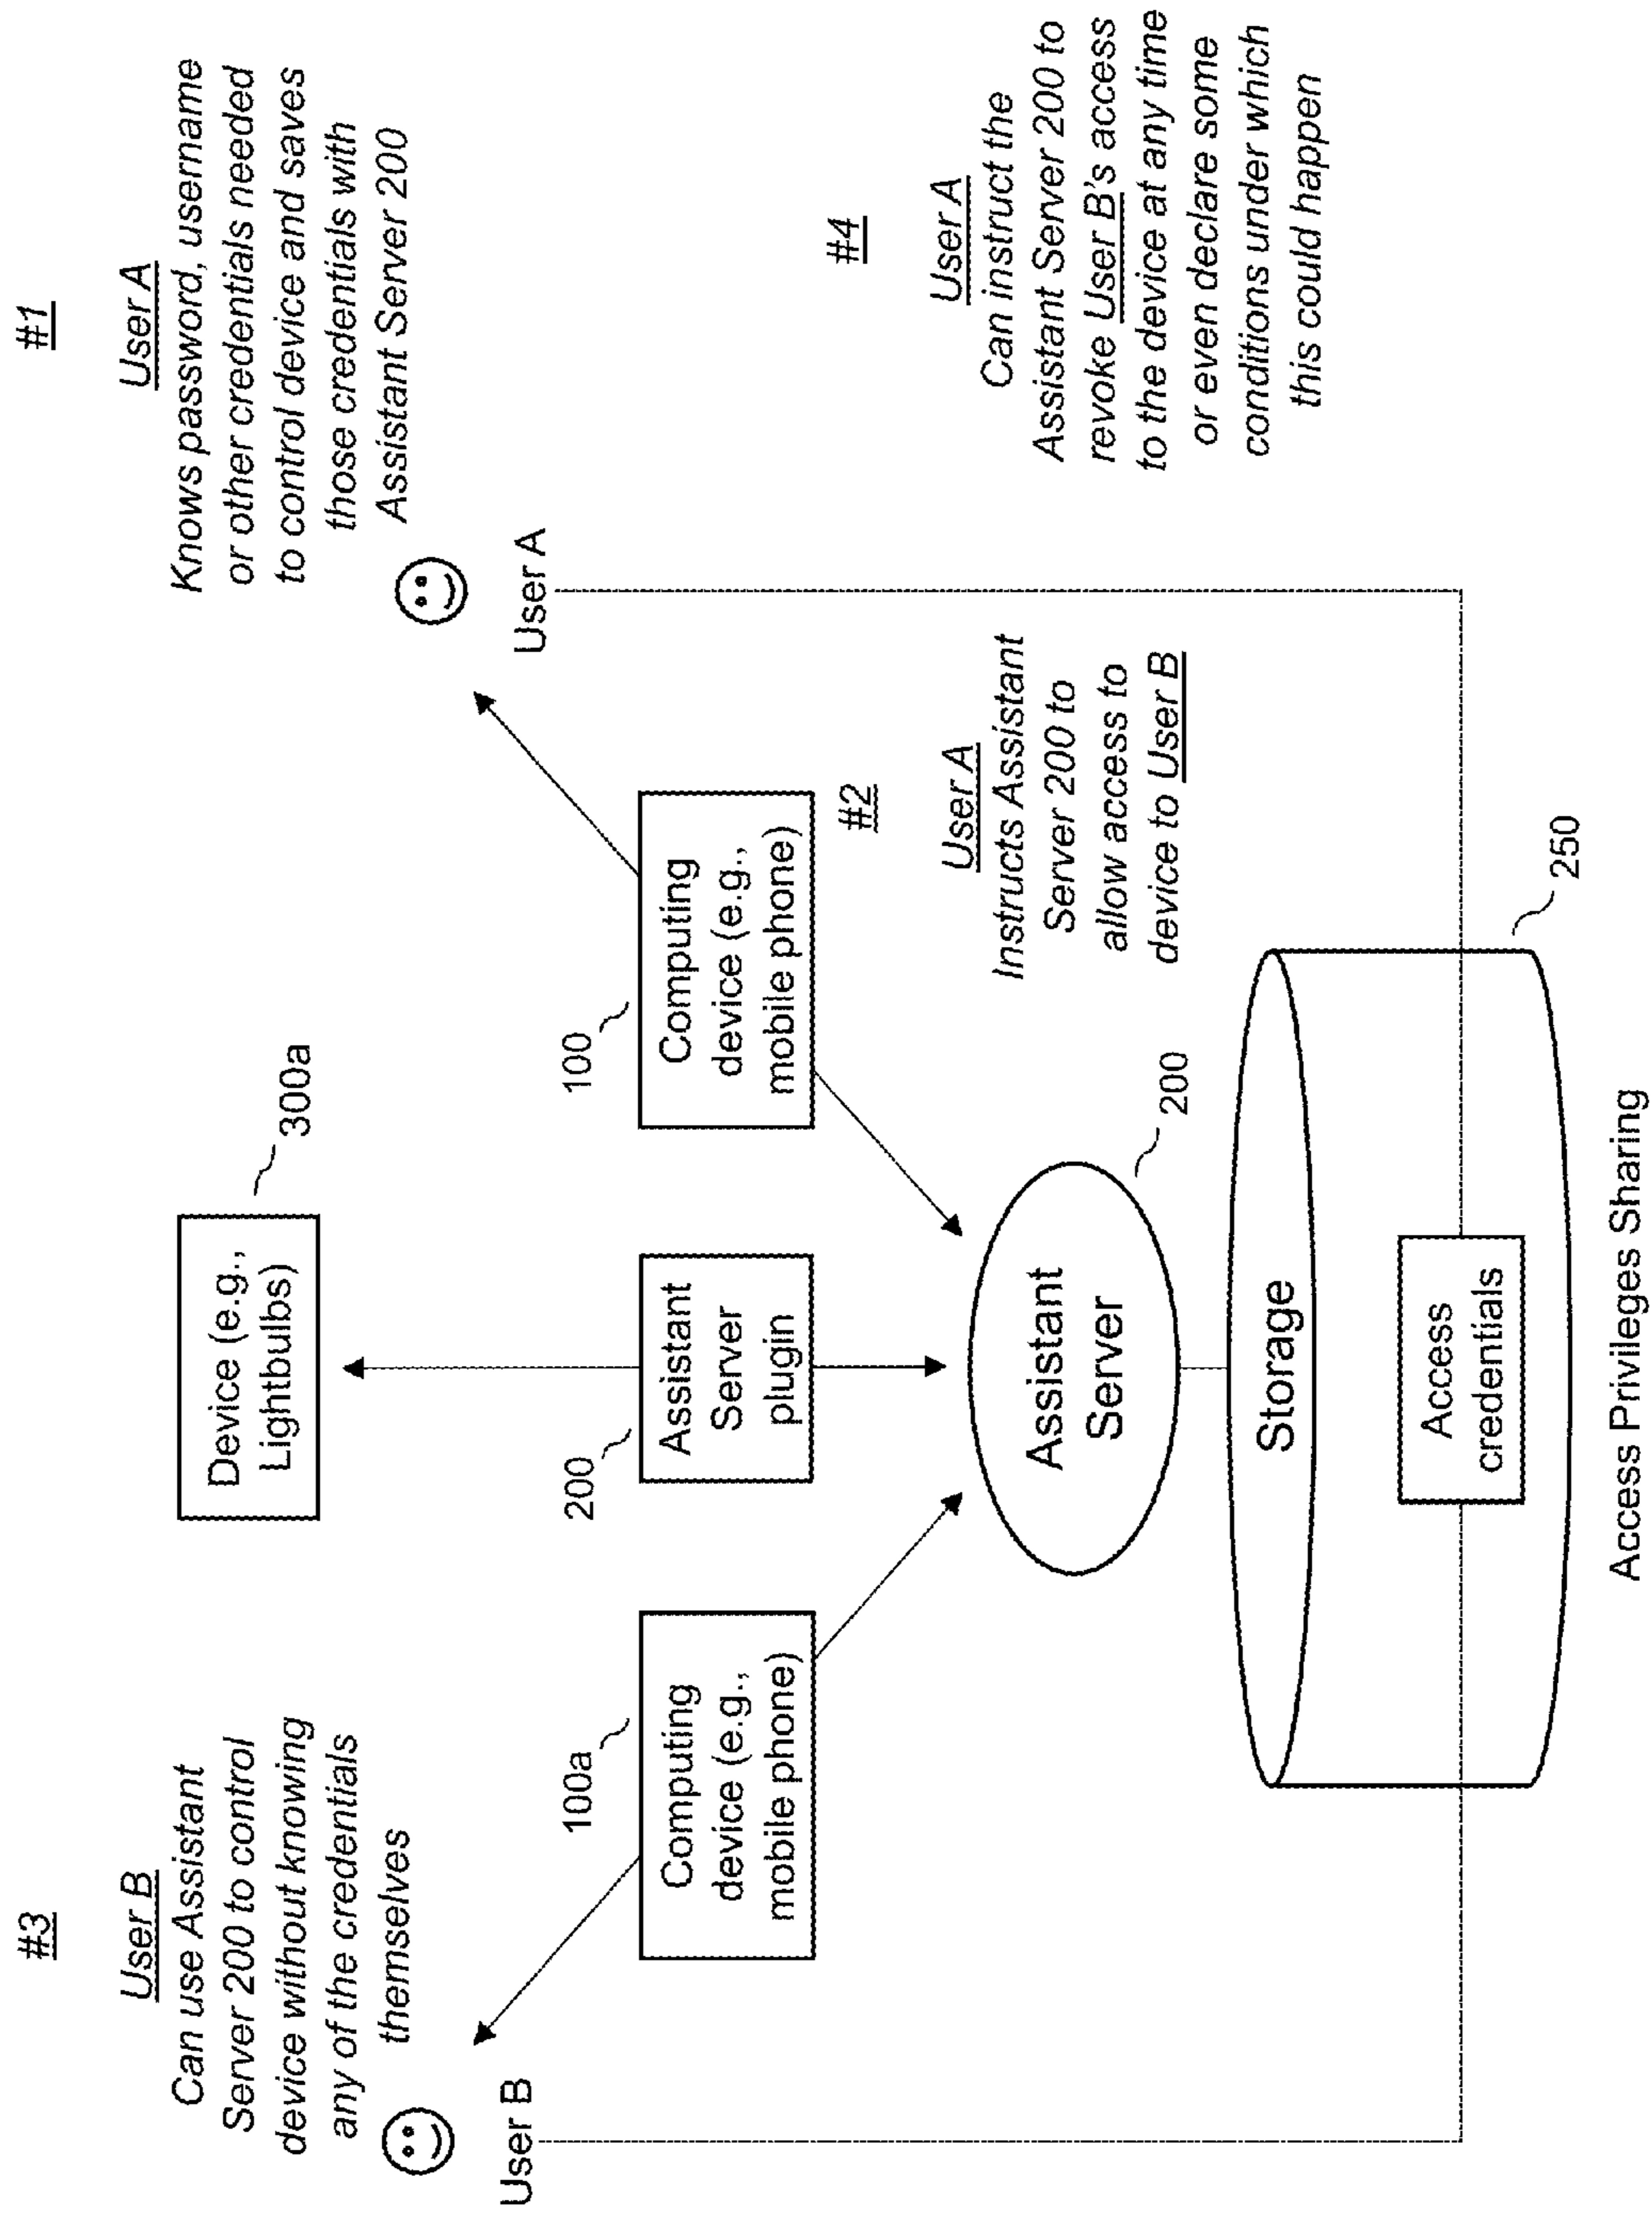 #3
User B
Can use Assistant
Server 200 to control
device without knowing
any of the credentials
themselves
User B
#1
User A
Knows password, username
or other credentials needed
to control device and saves
those credentials with
Assistant Server 200
User A
Device (e.g.,
Lightbulbs)
300a
100a
Computing
device (e.g.,
mobile phone)
200
Assistant
Server
plugin
100
Computing
device (e.g.,
mobile phone)
#2
User A
Instructs Assistant
Server 200 to
allow access to
device to User B
#4
User A
Can instruct the
Assistant Server 200 to
revoke User B's access
to the device at any time
or even declare some
conditions under which
this could happen
Assistant
Server
200
Storage
250
Access
credentials
Access Privileges Sharing